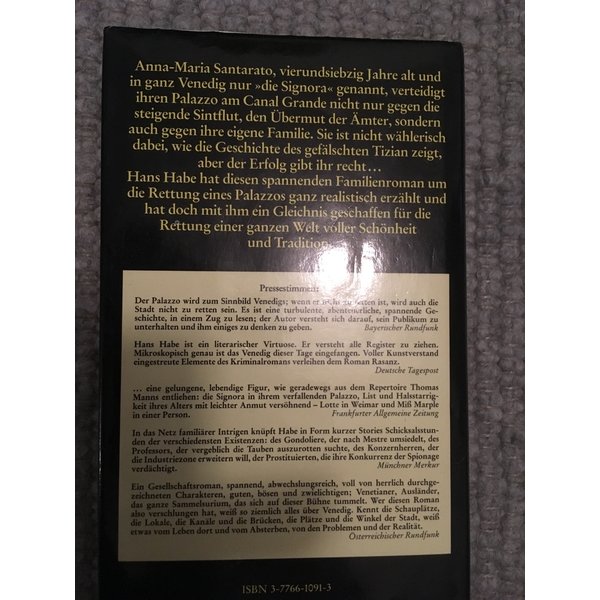 Anna-Maria Santarato, vierundsiebzig Jahre alt und
in ganz Venedig nur »die Signora« genannt, verteidigt
ihren Palazzo am Canal Grande nicht nur gegen die
steigende Sintflut, den Übermut der Ämter, sondern
auch gegen ihre eigene Familie. Sie ist nicht wählerisch
dabei, wie die Geschichte des gefälschten Tizian zeigt,
aber der Erfolg gibt ihr recht...
Hans Habe hat diesen spannenden Familienroman um
die Rettung eines Palazzos ganz realistisch erzählt und
hat doch mit ihm ein Gleichnis geschaffen für die
Rettung einer ganzen Welt voller Schönheit
und Tradition.
Pressestimmen:
Der Palazzo wird zum Sinnbild Venedigs; wenn er nicht zu retten ist, wird auch die
Stadt nicht zu retten sein. Es ist eine turbulente, abenteuerliche, spannende Ge-
schichte, in einem Zug zu lesen; der Autor versteht sich darauf, sein Publikum zu
unterhalten und ihm einiges zu denken zu geben. Bayerischer Rundfunk
Hans Habe ist ein literarischer Virtuose. Er versteht alle Register zu ziehen.
Mikroskopisch genau ist das Venedig dieser Tage eingefangen. Voller Kunstverstand
eingestreute Elemente des Kriminalromans verleihen dem Roman Rasanz.
Deutsche Tagespost
... eine gelungene, lebendige Figur, wie geradewegs aus dem Repertoire Thomas
Manns entliehen: die Signora in ihrem verfallenden Palazzo, List und Halsstarrig-
keit ihres Alters mit leichter Anmut versöhnend – Lotte in Weimar und Miß Marple
in einer Person. Frankfurter Allgemeine Zeitung
In das Netz familiärer Intrigen knüpft Habe in Form kurzer Stories Schicksalsstun-
den der verschiedensten Existenzen: des Gondoliere, der nach Mestre umsiedelt, des
Professors, der vergeblich die Tauben auszurotten suchte, des Konzernherren, der
die Industriezone erweitern will, der Prostituierten, die ihre Konkurrenz der Spionage
verdächtigt. Münchner Merkur
Ein Gesellschaftsroman, spannend, abwechslungsreich, voll von herrlich durchge-
zeichneten Charakteren, guten, bösen und zwielichtigen; Venetianer, Ausländer,
das ganze Sammelsurium, das sich auf dieser Bühne tummelt. Wer diesen Roman
also verschlungen hat, weiß so ziemlich alles über Venedig. Kennt die Schauplätze,
die Lokale, die Kanäle und die Brücken, die Plätze und die Winkel der Stadt, weiß
etwas vom Leben dort und vom Absterben, von den Problemen und der Realität.
Österreichischer Rundfunk
ISBN 3-7766-1091-3